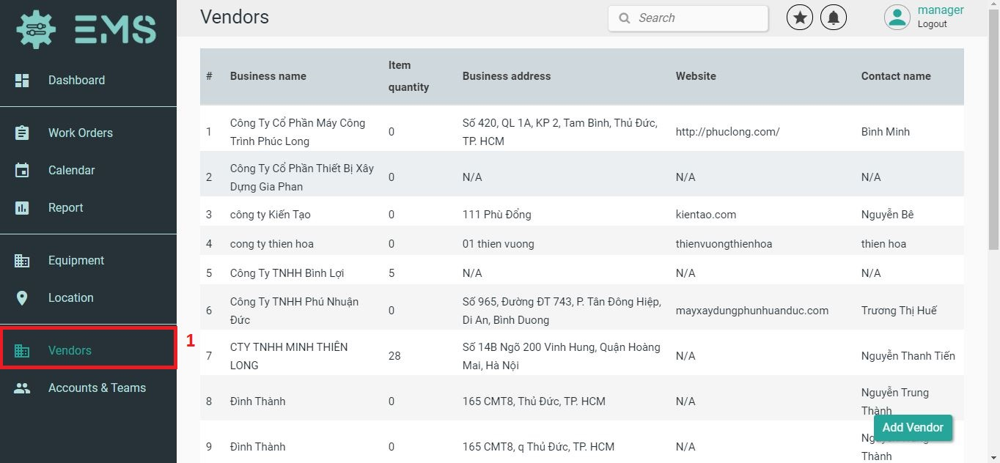 EMS
Vendors
Search
manager
Logout
Dashboard
Work Orders
Calendar
Report
Equipment
Location
Vendors
1
Accounts & Teams
# Business name Item quantity Business address Website Contact name
1 Công Ty Cổ Phần Máy Công Trình Phúc Long 0 Số 420, QL 1A, KP 2, Tam Bình, Thủ Đức, TP. HCM http://phuclong.com/ Bình Minh
2 Công Ty Cổ Phần Thiết Bị Xây Dựng Gia Phan 0 N/A N/A N/A
3 công ty Kiến Tạo 0 111 Phù Đổng kientao.com Nguyễn Bê
4 cong ty thien hoa 0 01 thien vuong thienvuongthienhoa thien hoa
5 Công Ty TNHH Bình Lợi 5 N/A N/A N/A
6 Công Ty TNHH Phú Nhuận Đức 0 Số 965, Đường ĐT 743, P. Tân Đông Hiệp, Di An, Bình Duong mayxaydungphunhuanduc.com Trương Thị Huế
7 CTY TNHH MINH THIÊN LONG 28 Số 14B Ngõ 200 Vinh Hung, Quận Hoàng Mai, Hà Nội N/A Nguyễn Thanh Tiến
8 Đình Thành 0 165 CMT8, Thủ Đức, TP. HCM N/A Nguyễn Trung Thành
9 Đình Thành 0 165 CMT8, q Thủ Đức, TP. HCM N/A Thành
Add Vendor